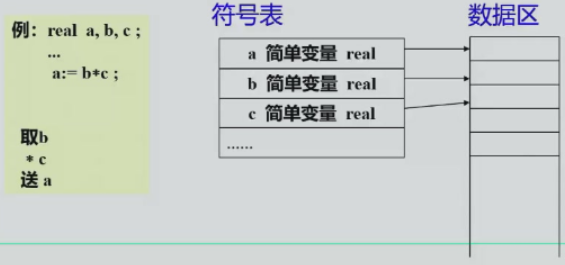 例：real a, b, c ;
...
a:= b*c ;
取b
* c
送 a
符号表
a 简单变量 real
b 简单变量 real
c 简单变量 real
......
数据区